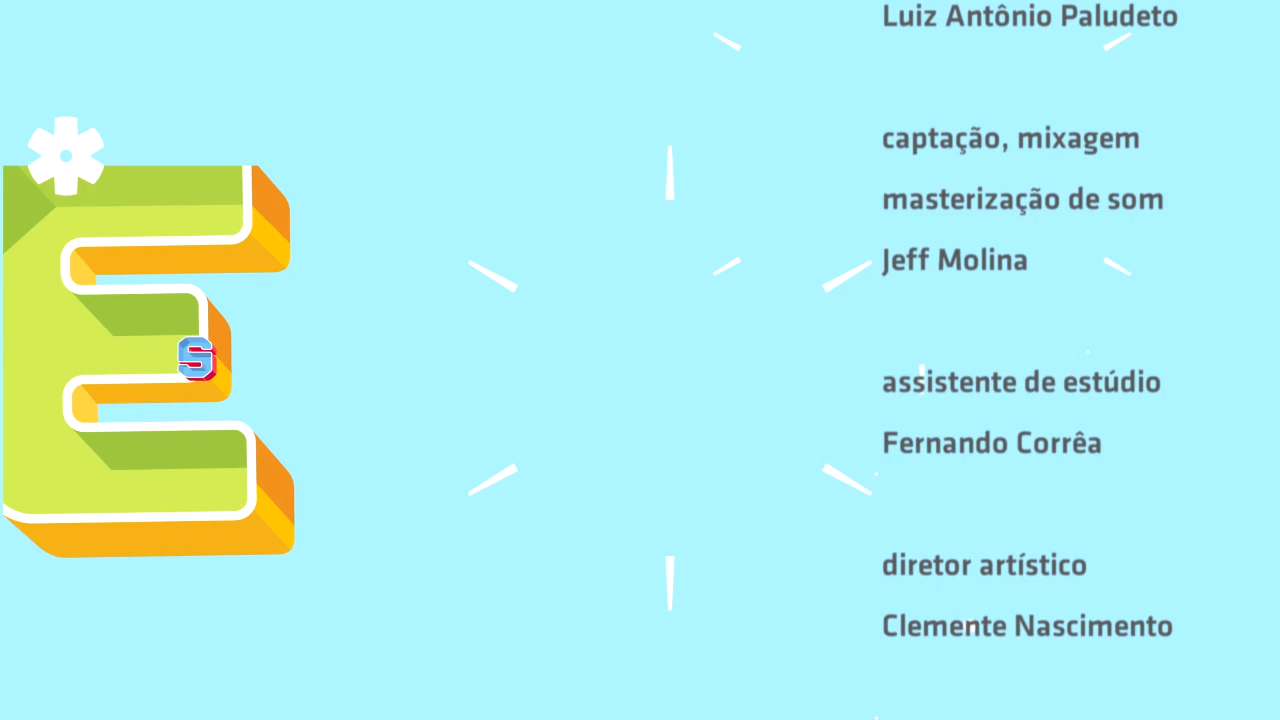 E
S
Luiz Antônio Paludeto
captação, mixagem
masterização de som
Jeff Molina
assistente de estúdio
Fernando Corrêa
diretor artístico
Clemente Nascimento